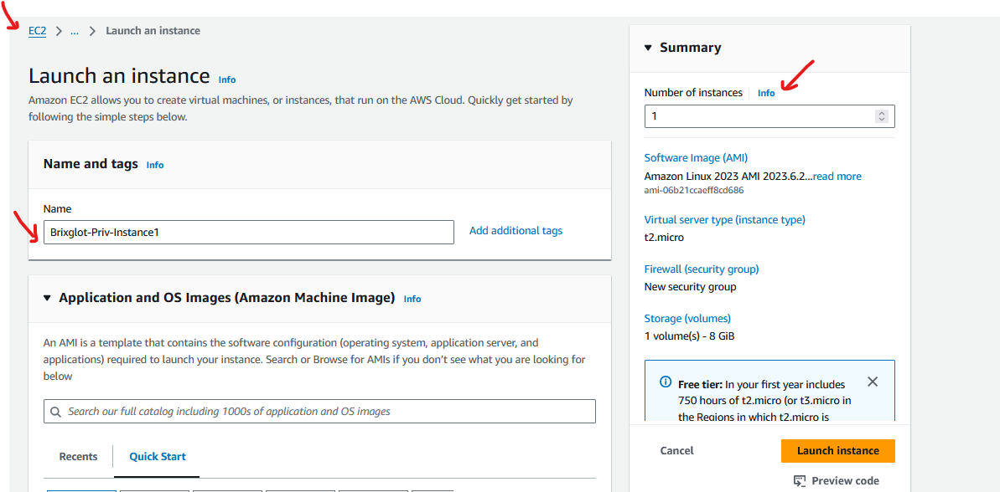 EC2 > ... > Launch an instance
Launch an instance Info
Amazon EC2 allows you to create virtual machines, or instances, that run on the AWS Cloud. Quickly get started by
following the simple steps below.
Name and tags Info
Name
Brixglot-Priv-Instance1
Add additional tags
Application and OS Images (Amazon Machine Image) Info
An AMI is a template that contains the software configuration (operating system, application server, and
applications) required to launch your instance. Search or Browse for AMIs if you don’t see what you are looking for
below
Search our full catalog including 1000s of application and OS images
Recents
Quick Start
Summary
Number of instances Info
1
Software Image (AMI)
Amazon Linux 2023 AMI 2023.6.2...read more
ami-06b21ccaeff8cd686
Virtual server type (instance type)
t2.micro
Firewall (security group)
New security group
Storage (volumes)
1 volume(s) - 8 GiB
Free tier: In your first year includes
750 hours of t2.micro (or t3.micro in
the Regions in which t2.micro is
Cancel
Launch instance
Preview code